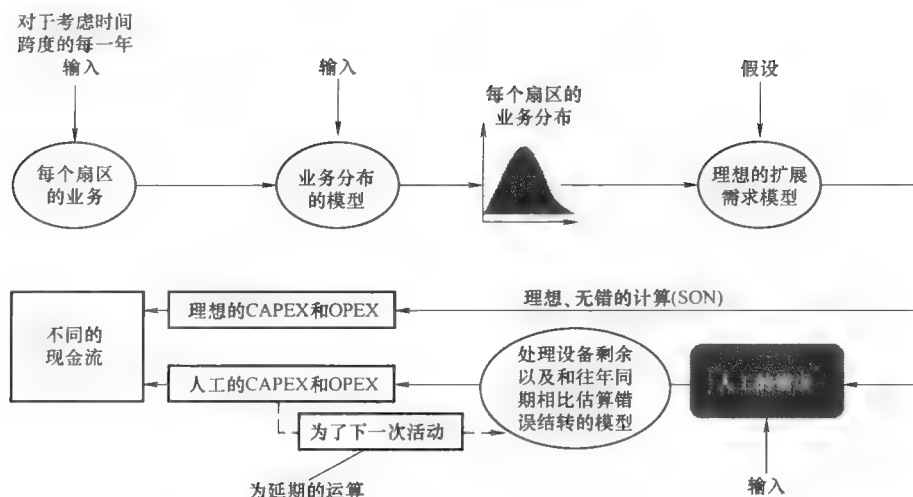 对于考虑时间
跨度的每一年
输入
输入
每个扇区的
业务分布
假设
每个扇区
的业务
业务分布
的模型
理想的扩展
需求模型
不同的
现金流
理想的CAPEX和OPEX
理想、无错的计算(SON)
人工的CAPEX和OPEX
处理设备剩余
以及和往年同
期相比估算错
误结转的模型
人工的
为了下一次活动
为延期的运算
输入